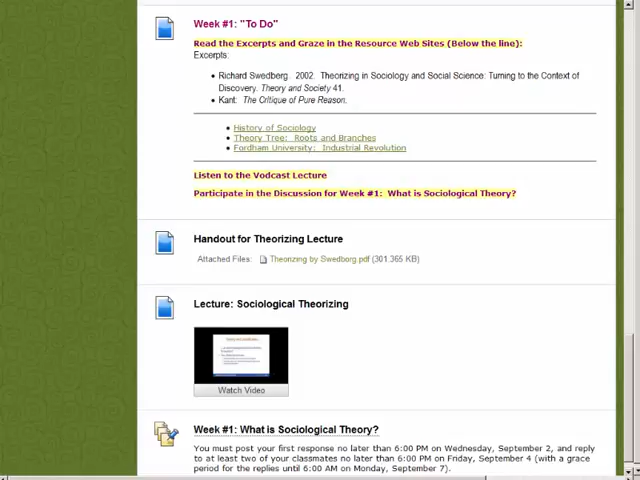 Week #1: "To Do"
Read the Excerpts and Graze in the Resource Web Sites (Below the line):
Excerpts:
Richard Swedberg. 2002. Theorizing in Sociology and Social Science: Turning to the Context of
Discovery. Theory and Society 41.
Kant: The Critique of Pure Reason.
History of Sociology
Theory Tree: Roots and Branches
Fordham University: Industrial Revolution
Listen to the Vodcast Lecture
Participate in the Discussion for Week #1: What is Sociological Theory?
Handout for Theorizing Lecture
Attached Files: Theorizing by Swedborg.pdf (301.365 KB)
Lecture: Sociological Theorizing
Watch Video
Week #1: What is Sociological Theory?
You must post your first response no later than 6:00 PM on Wednesday, September 2, and reply
to at least two of your classmates no later than 6:00 PM on Friday, September 4 (with a grace
period for the replies until 6:00 AM on Monday, September 7).